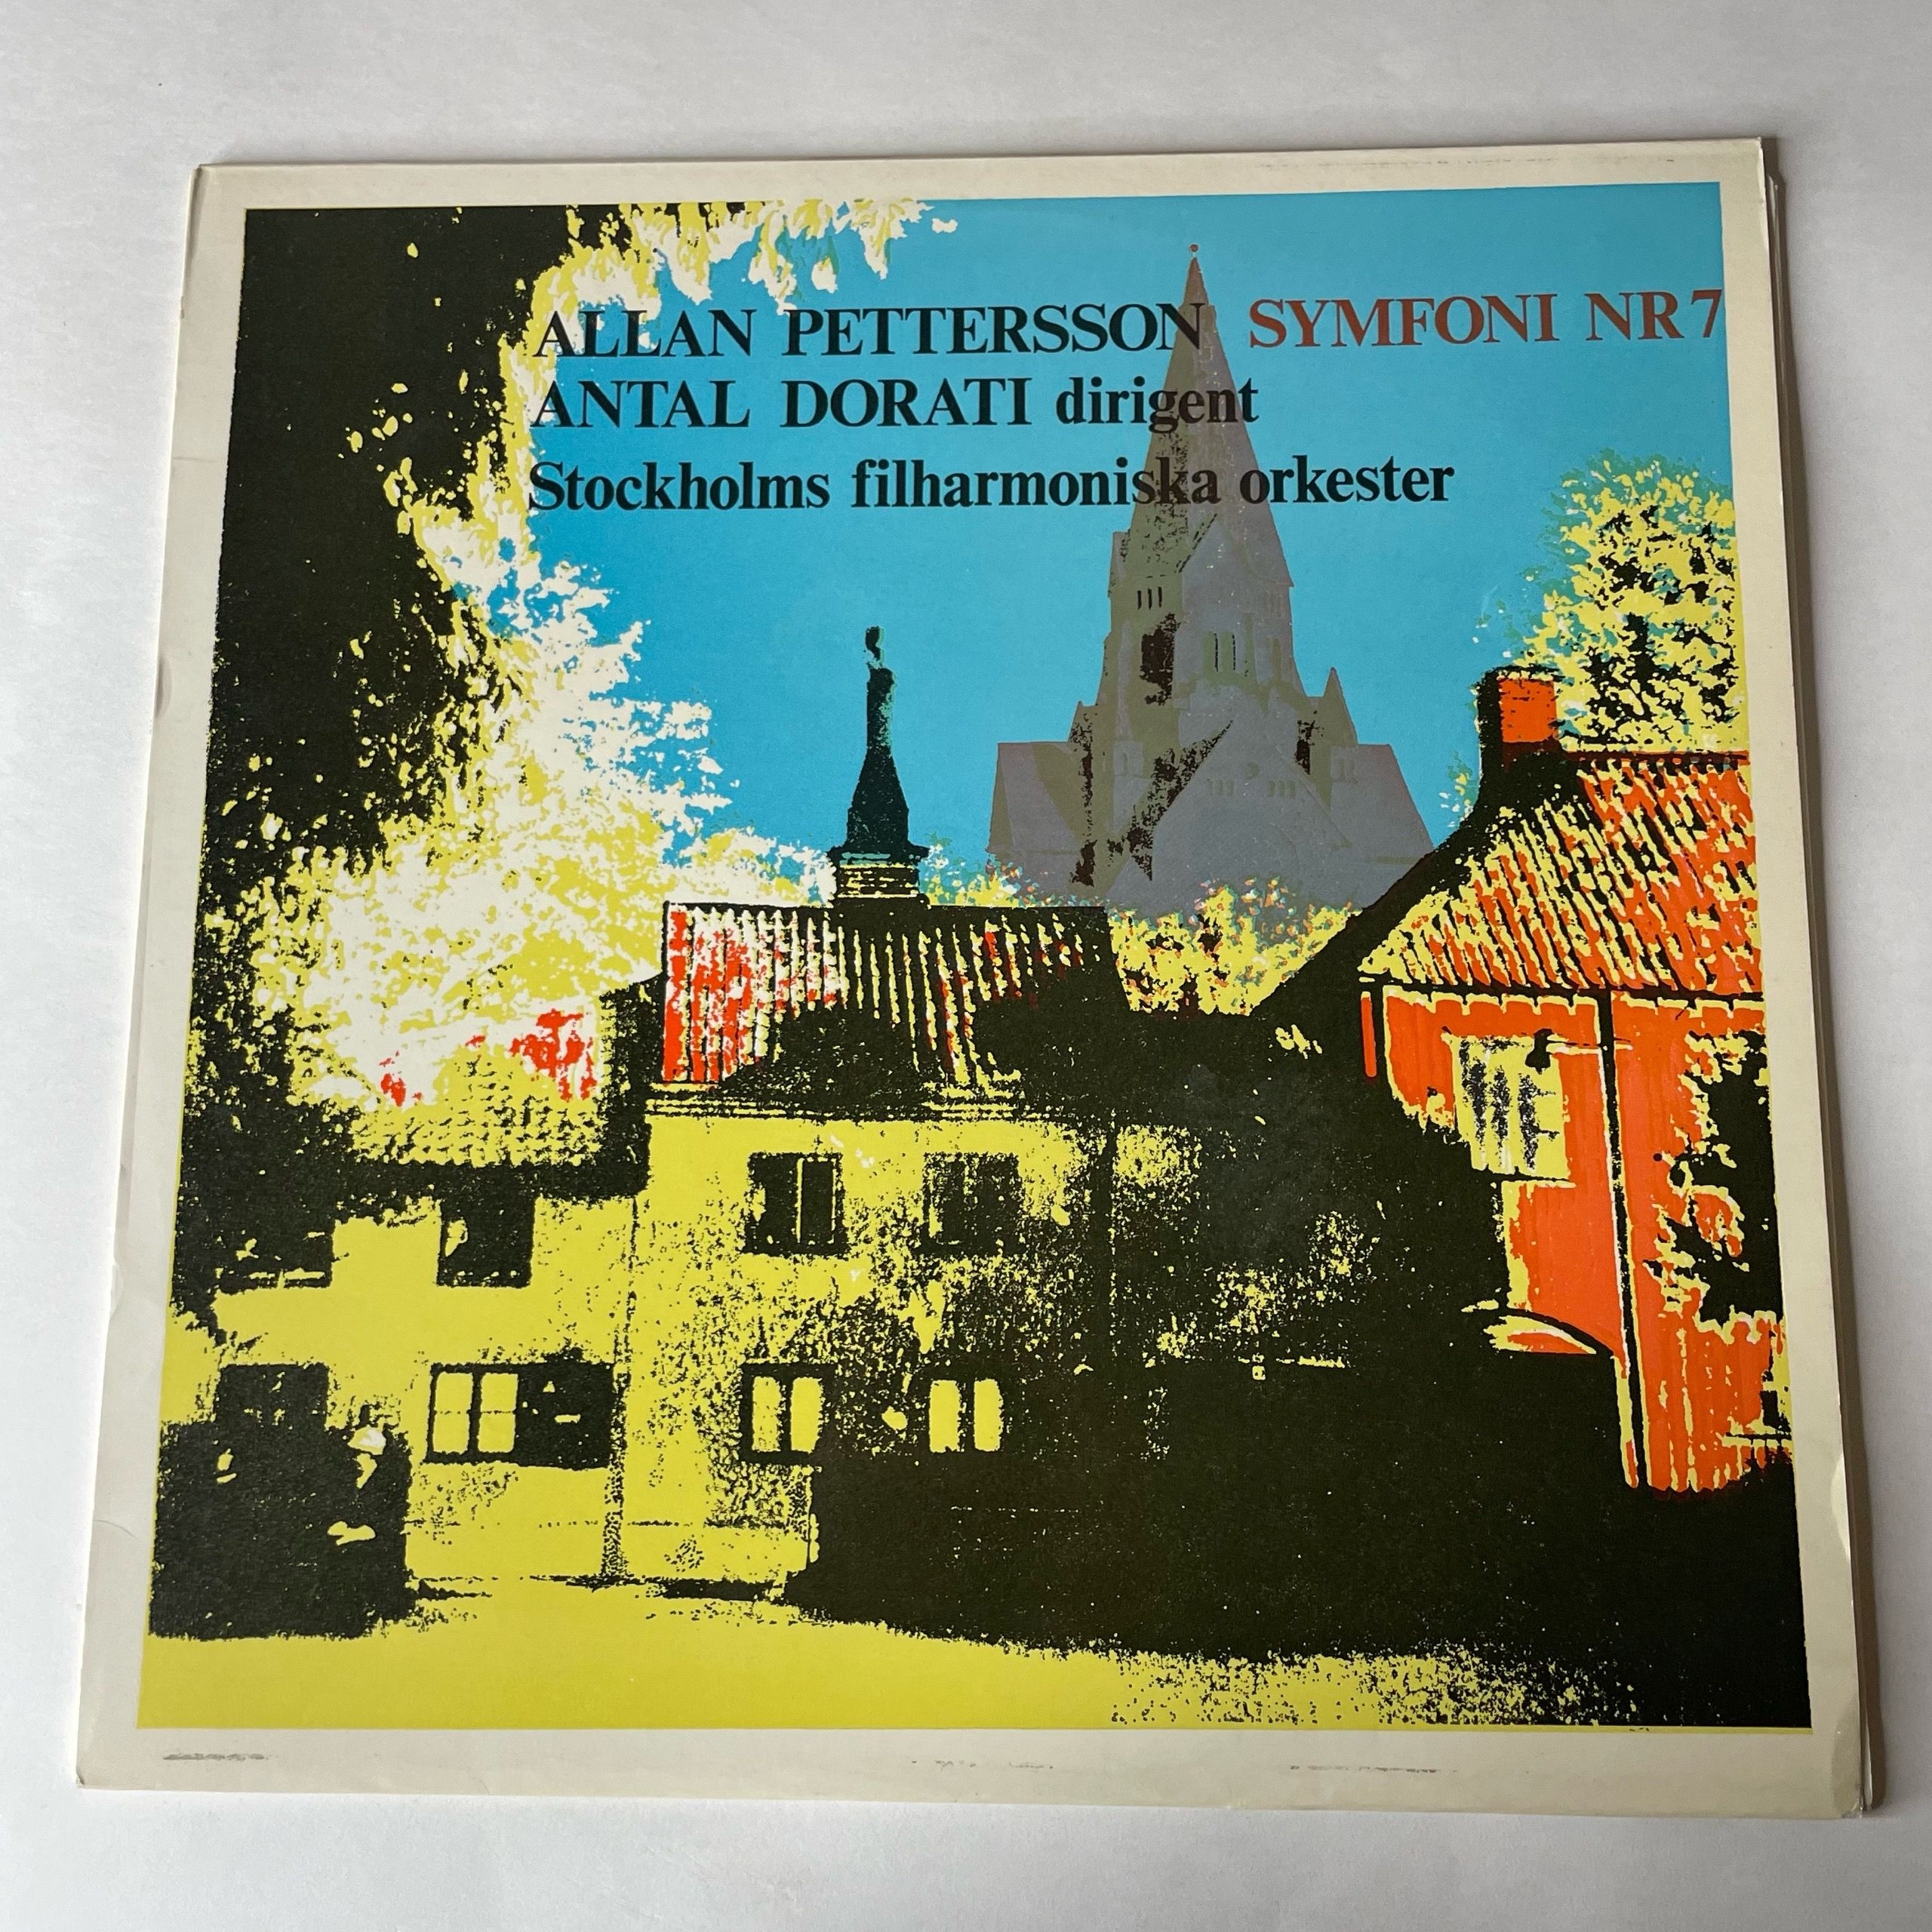 ALLAN PETTERSSON SYMFONI NR 7
ANTAL DORATI dirigent
Stockholms filharmoniska orkester